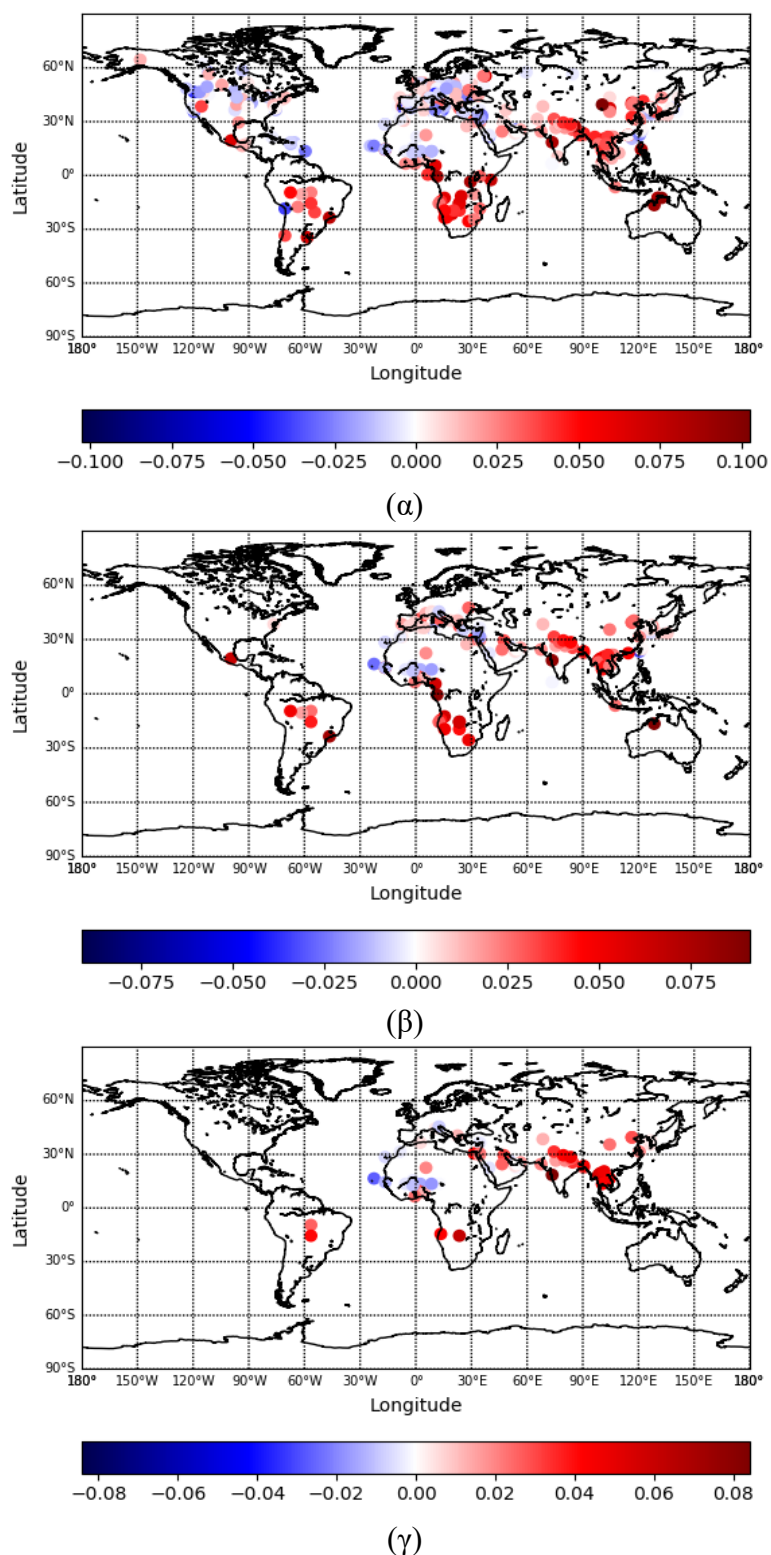 60°N
30°N
0°
30°S
60°S
90°S
Latitude
180° 150°W 120°W 90°W 60°W 30°W 0° 30°E 60°E 90°E 120°E 150°E 180°
Longitude
−0.100 −0.075 −0.050 −0.025 0.000 0.025 0.050 0.075 0.100
(α)
60°N
30°N
0°
30°S
60°S
90°S
Latitude
180° 150°W 120°W 90°W 60°W 30°W 0° 30°E 60°E 90°E 120°E 150°E 180°
Longitude
−0.075 −0.050 −0.025 0.000 0.025 0.050 0.075
(β)
60°N
30°N
0°
30°S
60°S
90°S
Latitude
180° 150°W 120°W 90°W 60°W 30°W 0° 30°E 60°E 90°E 120°E 150°E 180°
Longitude
−0.08 −0.06 −0.04 −0.02 0.00 0.02 0.04 0.06 0.08
(γ)